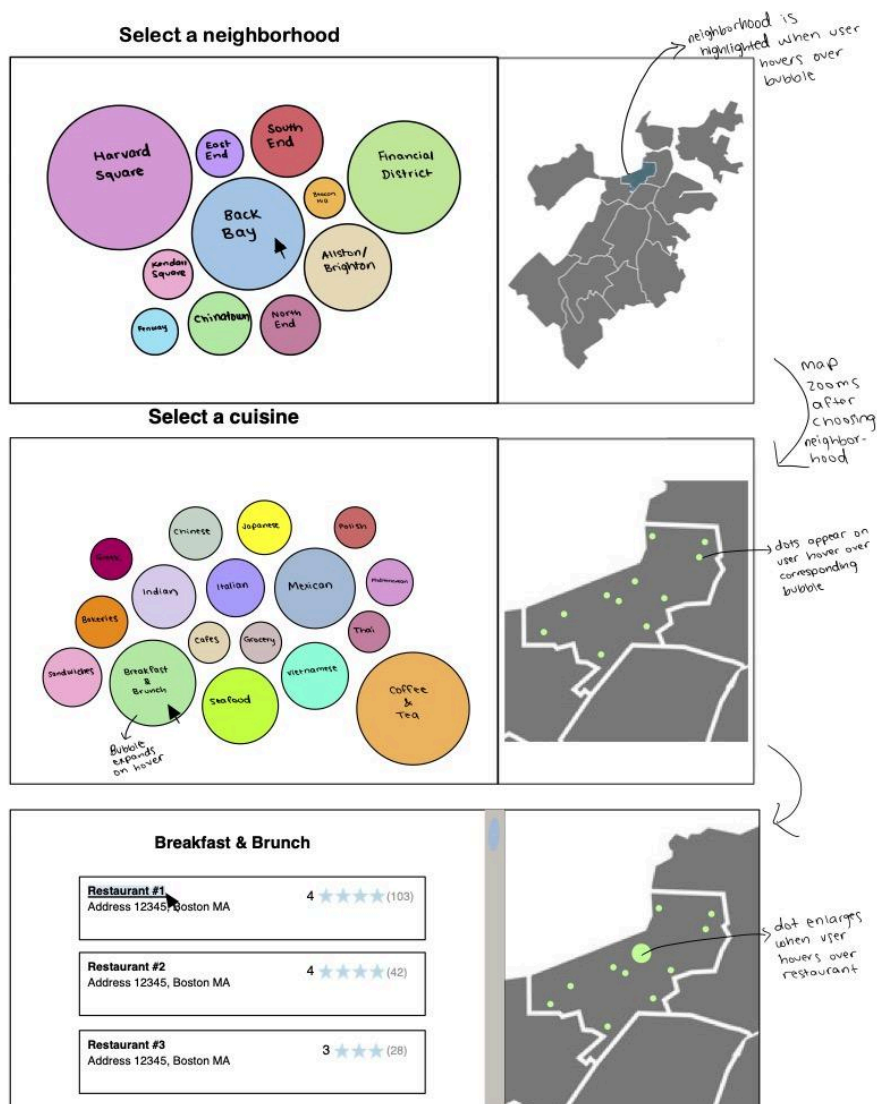 Select a neighborhood
neighborhood is
highlighted when user
hovers over
bubble
Harvard
Square
East
End
South
End
Financial
District
Beacon
Hill
Back
Bay
Allston/
Brighton
Kendall
Square
Chinatown
North
End
Fenway
map
zooms
after
choosing
neighbor-
hood
Select a cuisine
Chinese
Japanese
Polish
Greek
Indian
Italian
Mexican
Mediterranean
Bakeries
Cafes
Grocery
Thai
Sandwiches
Breakfast
&
Brunch
Seafood
Vietnamese
Coffee
&
Tea
Bubble
expands
on hover
dots appear on
user hover over
corresponding
bubble
Breakfast & Brunch
Restaurant #1
Address 12345, Boston MA
4 (103)
Restaurant #2
Address 12345, Boston MA
4 (42)
Restaurant #3
Address 12345, Boston MA
3 (28)
dot enlarges
when user
hovers over
restaurant